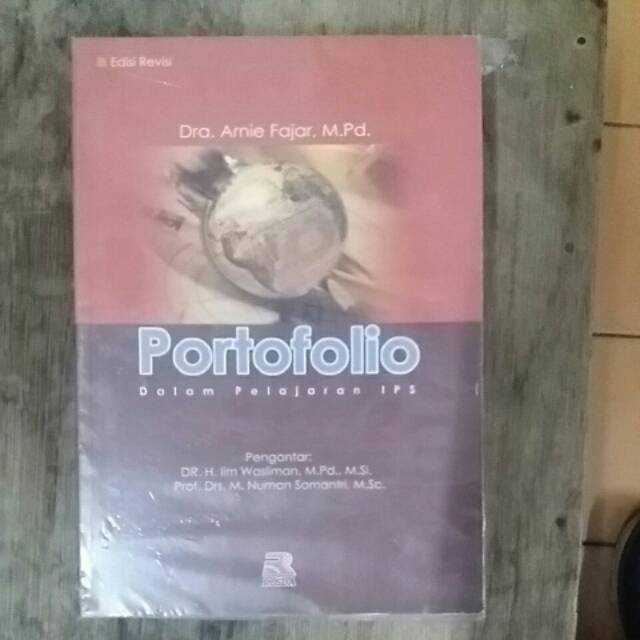 Edisi Revisi
Dra. Arnie Fajar, M.Pd.
Portofolio
Dalam Pelajaran IPS
Pengantar:
DR. H. Iim Wasliman, M.Pd., M.Si.
Prof. Drs. M. Numan Somantri, M.Sc.